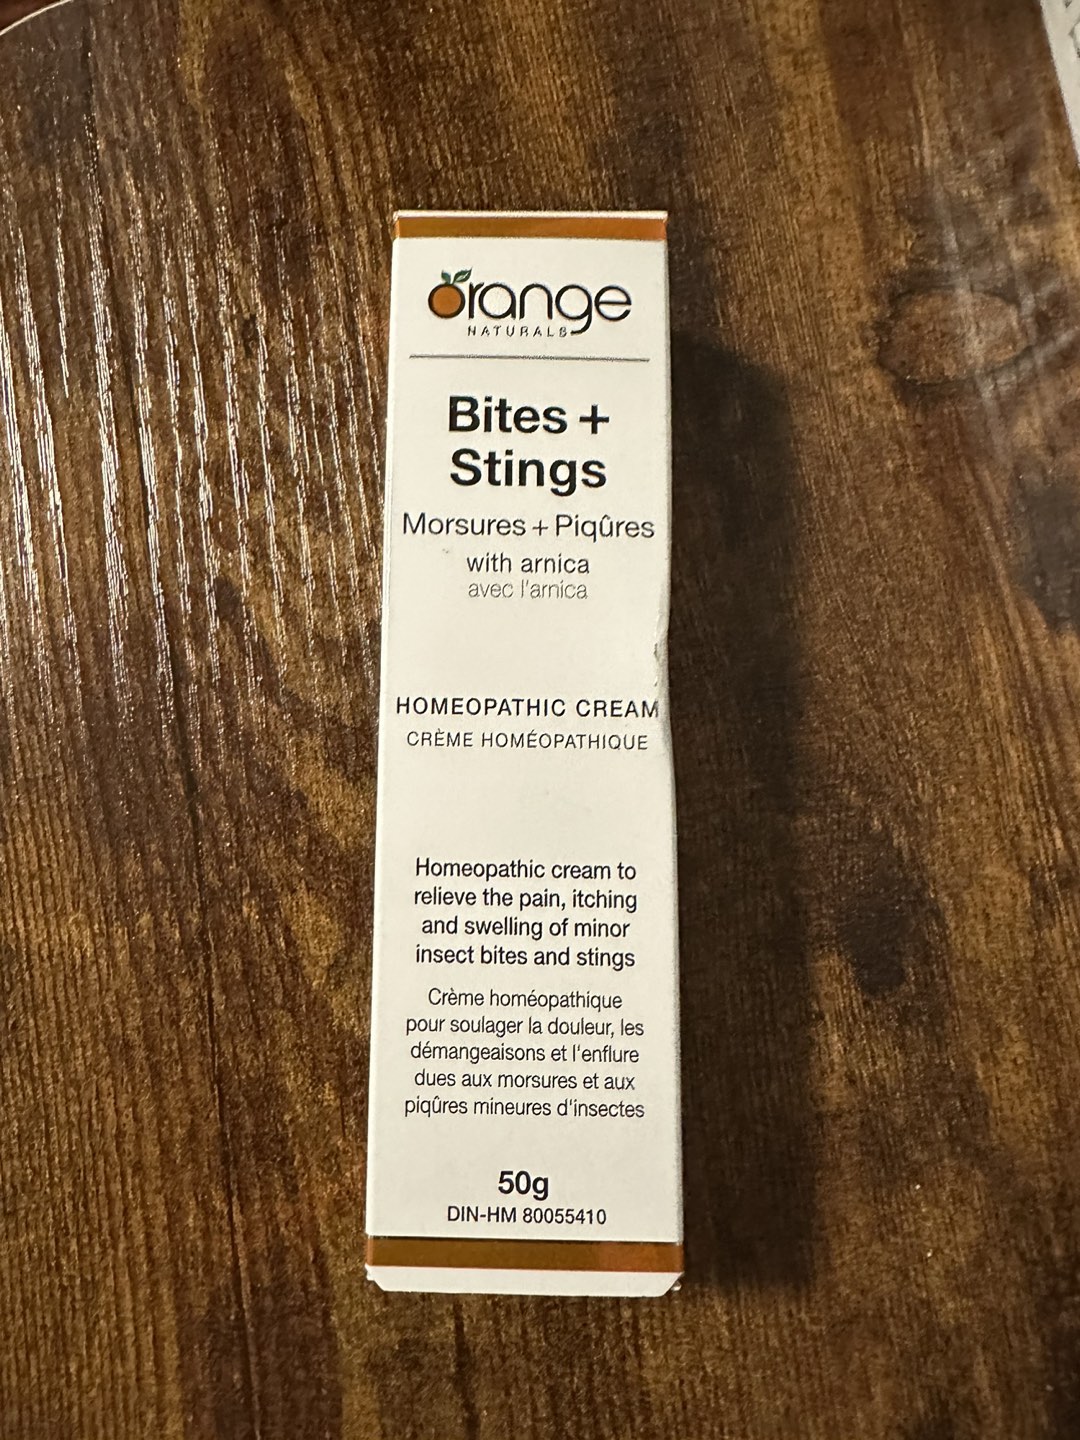 Orange
NATURALS
Bites +
Stings
Morsures + Piqûres
with arnica
avec l'arnica
HOMEOPATHIC CREAM
CRÈME HOMÉOPATHIQUE
Homeopathic cream to
relieve the pain, itching
and swelling of minor
insect bites and stings
Crème homéopathique
pour soulager la douleur, les
démangeaisons et l'enflure
dues aux morsures et aux
piqûres mineures d'insectes
50g
DIN-HM 80055410